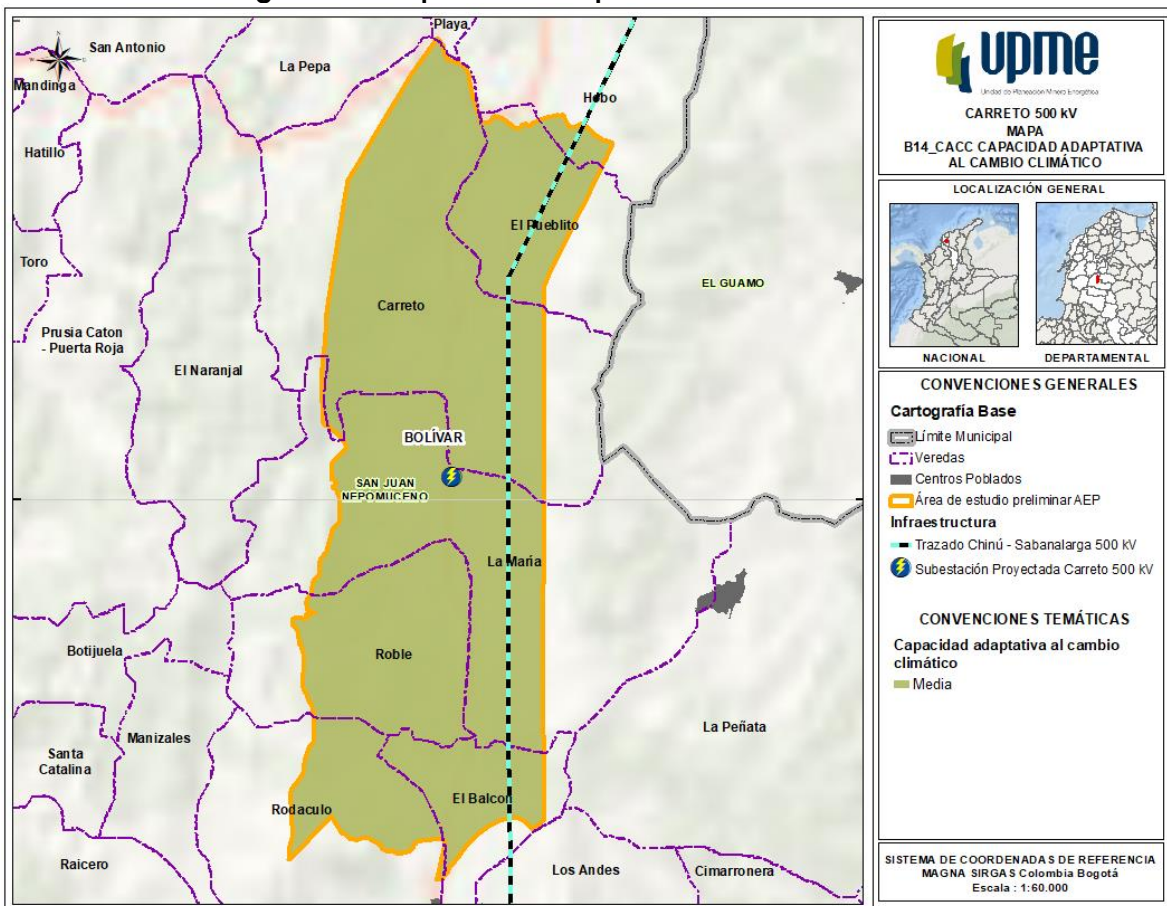 Playa
San Antonio
N
La Pepa
Mandinga
Hobo
Hatillo
El Pueblito
Toro
EL GUAMO
Carreto
Prusia Caton
- Puerta Roja
El Naranjal
BOLÍVAR
SAN JUAN
NEPOMUCENO
La María
Botijuela
Roble
La Peñata
Manizales
Santa
Catalina
El Balcon
Rodaculo
Raicero
Los Andes
Cimarronera
upme
Unidad de Planeación Minero Energética
CARRETO 500 kV
MAPA
B14_CACC CAPACIDAD ADAPTATIVA
AL CAMBIO CLIMÁTICO
LOCALIZACIÓN GENERAL
NACIONAL
DEPARTAMENTAL
CONVENCIONES GENERALES
Cartografía Base
Límite Municipal
Veredas
Centros Poblados
Área de estudio preliminar AEP
Infraestructura
Trazado Chinú - Sabanalarga 500 kV
Subestación Proyectada Carreto 500 kV
CONVENCIONES TEMÁTICAS
Capacidad adaptativa al cambio
climático
Media
SISTEMA DE COORDENADAS DE REFERENCIA
MAGNA SIRGAS Colombia Bogotá
Escala : 1:60.000